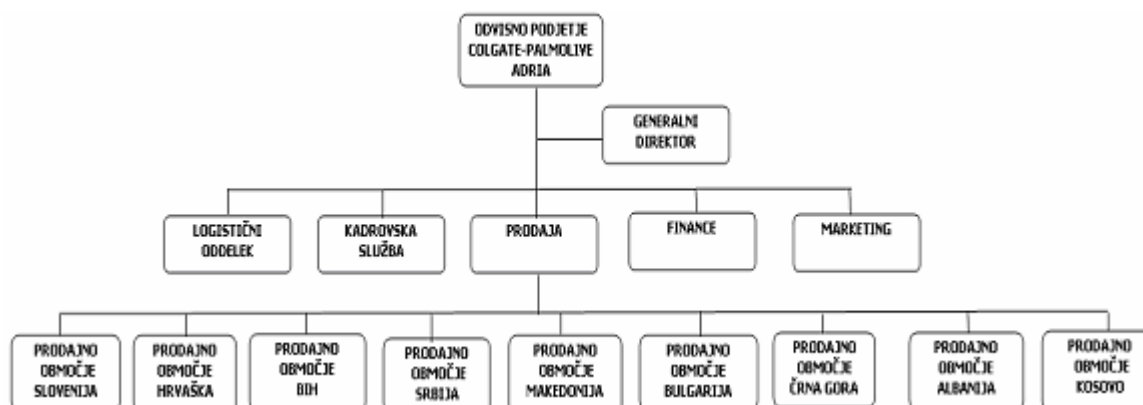 ODVISNO PODJETJE
COLGATE-PALMOLIVE
ADRIA
GENERALNI
DIREKTOR
LOGISTIČNI
ODDELEK
KADROVSKA
SLUŽBA
PRODAJA
FINANCE
MARKETING
PRODAJNO
OBMOČJE
SLOVENIJA
PRODAJNO
OBMOČJE
HRVAŠKA
PRODAJNO
OBMOČJE
BIH
PRODAJNO
OBMOČJE
SRBIJA
PRODAJNO
OBMOČJE
MAKEDONIJA
PRODAJNO
OBMOČJE
BULGARIJA
PRODAJNO
OBMOČJE
ČRNA GORA
PRODAJNO
OBMOČJE
ALBANIJA
PRODAJNO
OBMOČJE
KOSOVO